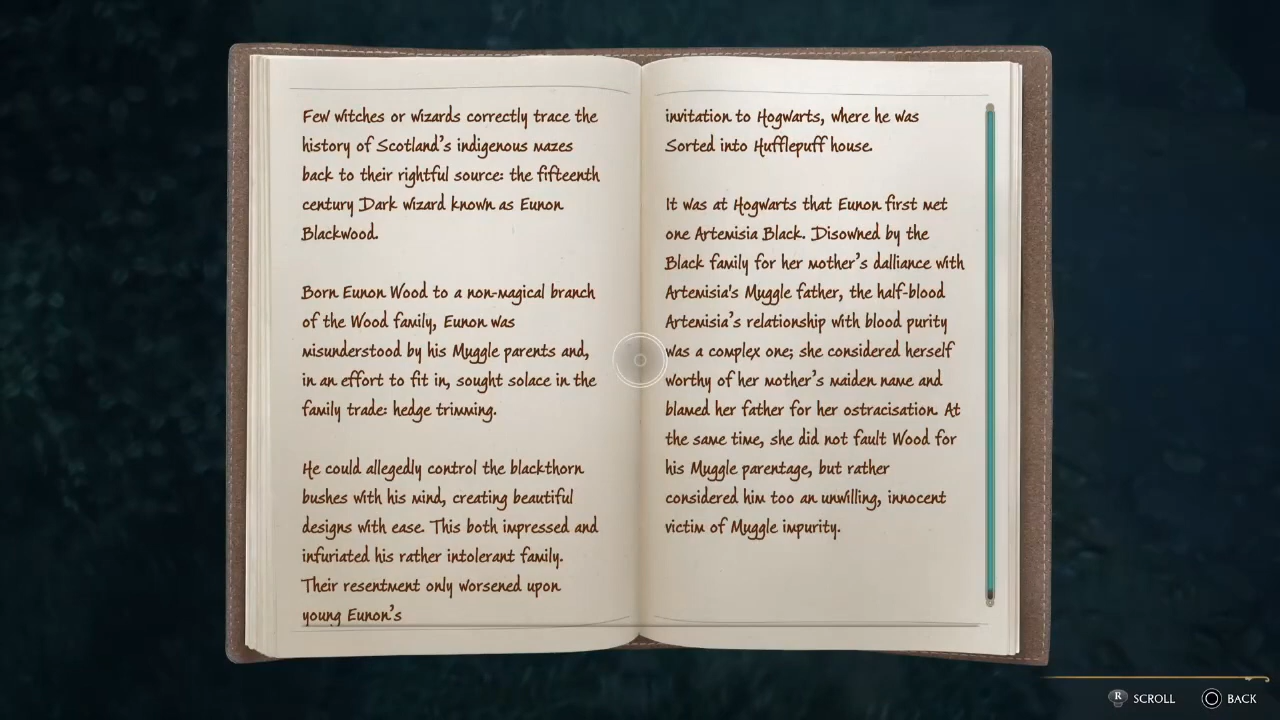 Few witches or wizards correctly trace the
history of Scotland's indigenous mazes
back to their rightful source: the fifteenth
century Dark wizard known as Eunon
Blackwood.
Born Eunon Wood to a non-magical branch
of the Wood family, Eunon was
misunderstood by his Muggle parents and,
in an effort to fit in, sought solace in the
family trade: hedge trimming.
He could allegedly control the blackthorn
bushes with his mind, creating beautiful
designs with ease. This both impressed and
infuriated his rather intolerant family.
Their resentment only worsened upon
young Eunon's
invitation to Hogwarts, where he was
Sorted into Hufflepuff house.
It was at Hogwarts that Eunon first met
one Artemisia Black. Disowned by the
Black family for her mother's dalliance with
Artemisia's Muggle father, the half-blood
Artemisia's relationship with blood purity
was a complex one; she considered herself
worthy of her mother's maiden name and
blamed her father for her ostracisation. At
the same time, she did not fault Wood for
his Muggle parentage, but rather
considered him too an unwilling, innocent
victim of Muggle impurity.
R SCROLL BACK